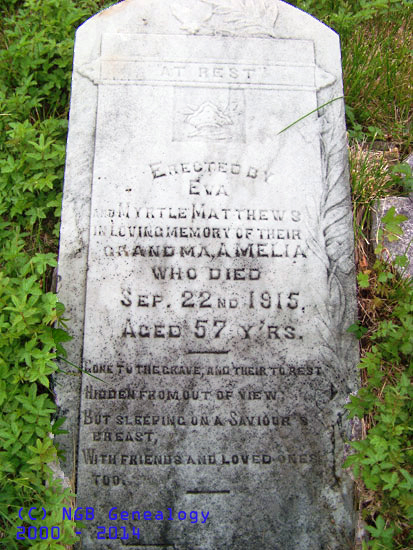 AT REST
ERECTED BY
EVA
AND MYRTLE MATTHEWS
IN LOVING MEMORY OF THEIR
GRANDMA, AMELIA
WHO DIED
SEP. 22ND 1915.
AGED 57 Y'RS.
GONE TO THE GRAVE, AND THEIR TO REST
HIDDEN FROM OUT OF VIEW;
BUT SLEEPING ON A SAVIOUR'S
BREAST,
WITH FRIENDS AND LOVED ONES
TOO.
(C) NGB Genealogy
2000 - 2014